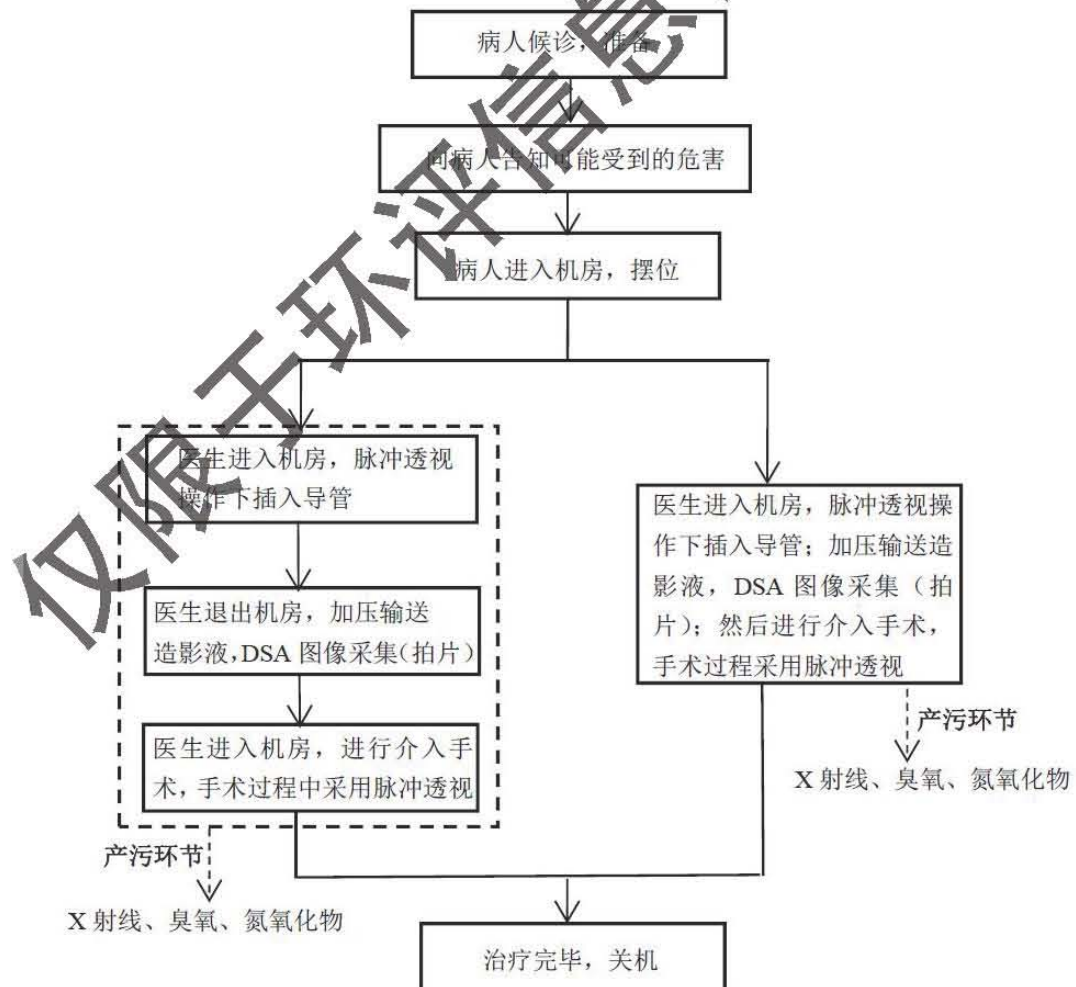 病人候诊，准备
向病人告知可能受到的危害
病人进入机房，摆位
医生进入机房，脉冲透视
操作下插入导管
医生退出机房，加压输送
造影液，DSA 图像采集（拍片）
医生进入机房，进行介入手
术，手术过程中采用脉冲透视
产污环节
X 射线、臭氧、氮氧化物
医生进入机房，脉冲透视操
作下插入导管；加压输送造
影液，DSA 图像采集（拍
片）；然后进行介入手术，
手术过程采用脉冲透视
产污环节
X 射线、臭氧、氮氧化物
治疗完毕，关机
仅限于环评信息